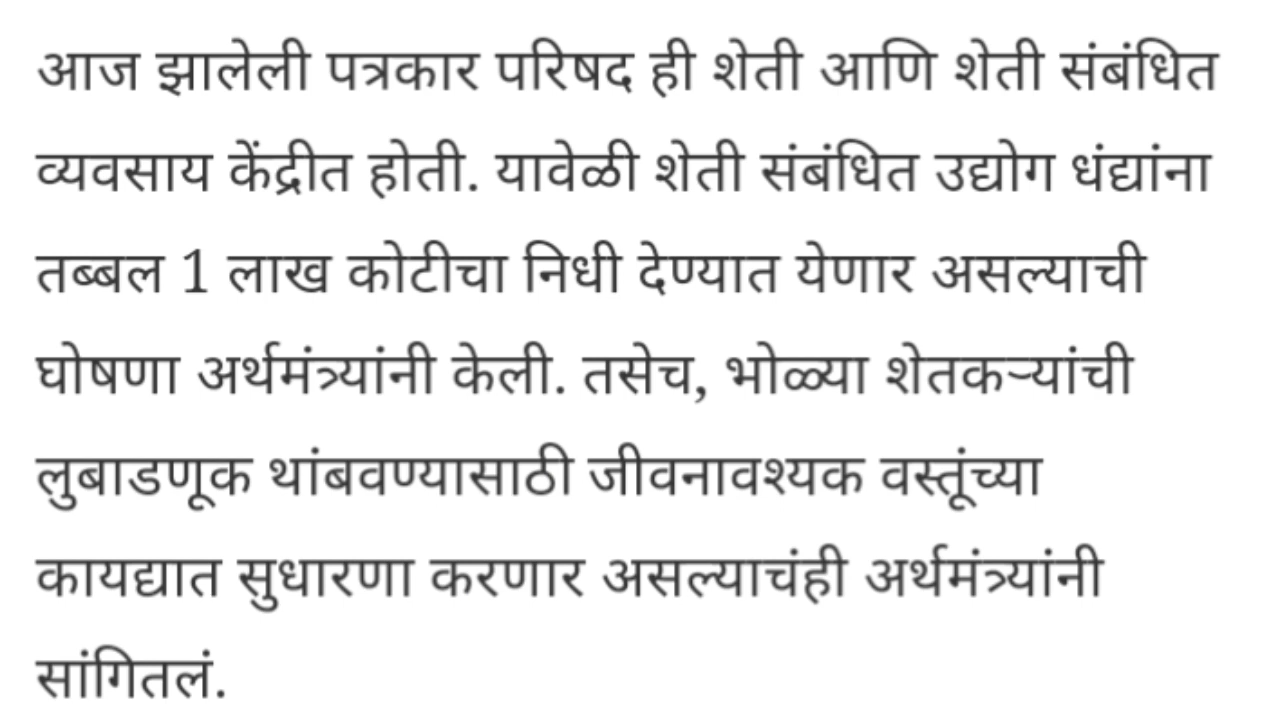 आज झालेली पत्रकार परिषद ही शेती आणि शेती संबंधित
व्यवसाय केंद्रीत होती. यावेळी शेती संबंधित उद्योग धंद्यांना
तब्बल 1 लाख कोटीचा निधी देण्यात येणार असल्याची
घोषणा अर्थमंत्र्यांनी केली. तसेच, भोळ्या शेतकऱ्यांची
लुबाडणूक थांबवण्यासाठी जीवनावश्यक वस्तूंच्या
कायद्यात सुधारणा करणार असल्याचंही अर्थमंत्र्यांनी
सांगितलं.